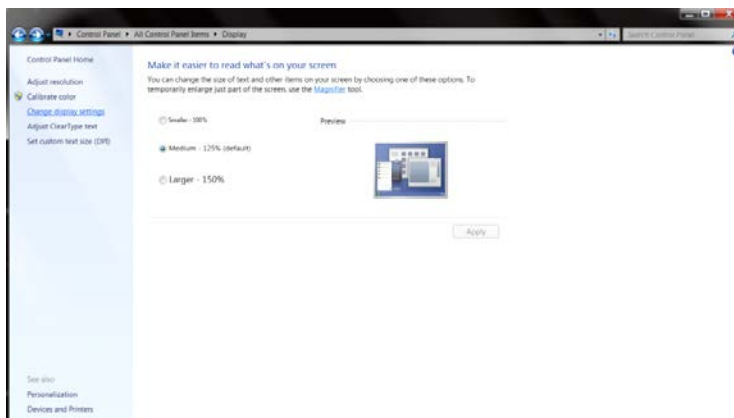 Control Panel ▸ All Control Panel Items ▸ Display
Search Control Panel
Control Panel Home
Adjust resolution
Calibrate color
Change display settings
Adjust ClearType text
Set custom text size (DPI)
Make it easier to read what's on your screen
You can change the size of text and other items on your screen by choosing one of these options. To
temporarily enlarge just part of the screen, use the Magnifier tool.
Smaller - 100%
Preview
Medium - 125% (default)
Larger - 150%
Apply
See also
Personalization
Devices and Printers